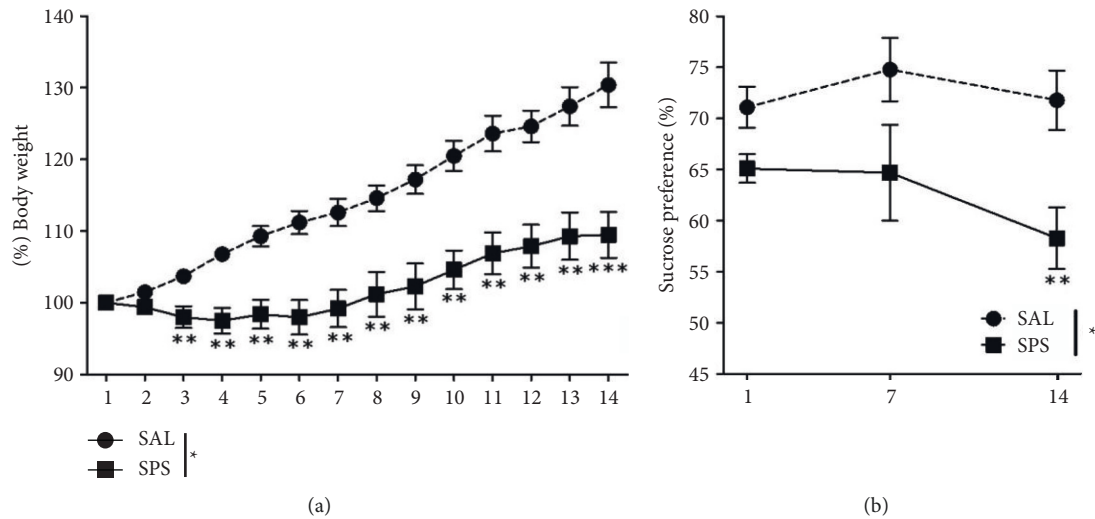 140
130
120
110
100
90
(%) Body weight
** ** ** ** ** ** ** ** ** ** ** ***
1 2 3 4 5 6 7 8 9 10 11 12 13 14
SAL
SPS
*
(a)
80
75
70
65
60
55
50
45
Sucrose preference (%)
**
SAL
SPS
*
1 7 14
(b)